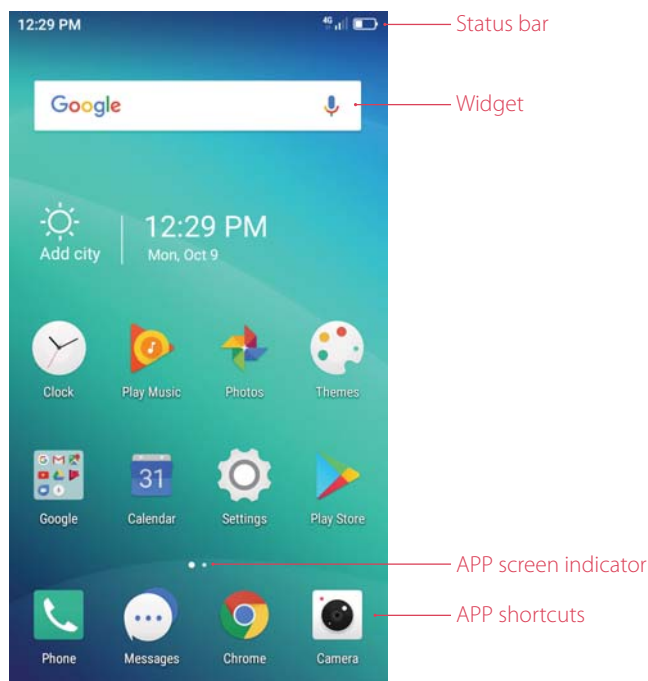 12:29 PM 4G
Status bar
Google
Widget
Add city
12:29 PM
Mon, Oct 9
Clock Play Music Photos Themes
31
Google Calendar Settings Play Store
APP screen indicator
APP shortcuts
Phone Messages Chrome Camera